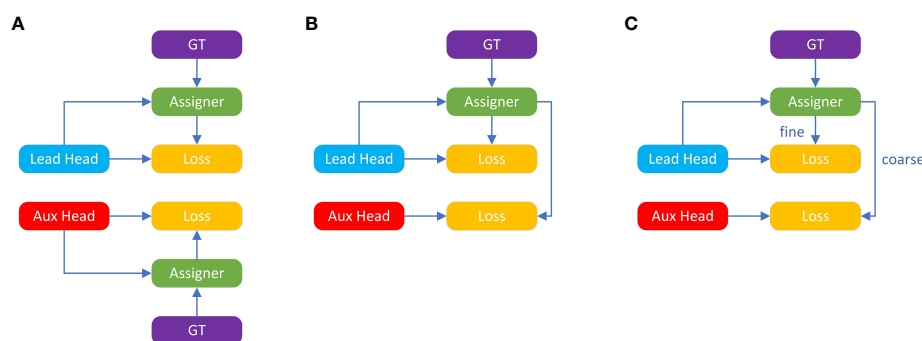 A
GT
Assigner
Lead Head
Loss
Aux Head
Loss
Assigner
GT
B
GT
Assigner
Lead Head
Loss
Aux Head
Loss
C
GT
Assigner
fine
Lead Head
Loss
coarse
Aux Head
Loss